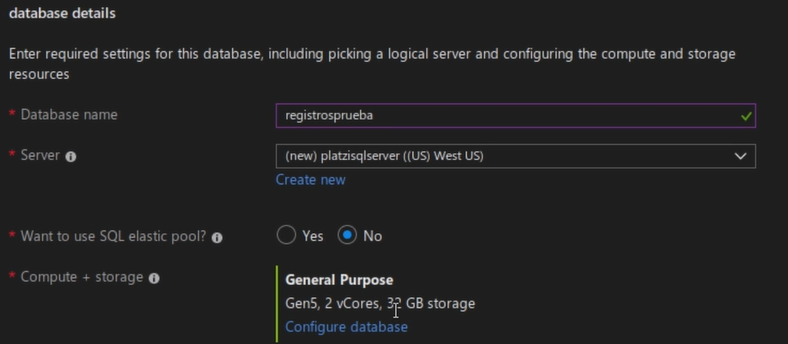 database details
Enter required settings for this database, including picking a logical server and configuring the compute and storage
resources
* Database name
registrosprueba
* Server
(new) platzisqlserver ((US) West US)
Create new
* Want to use SQL elastic pool?
Yes
No
* Compute + storage
General Purpose
Gen5, 2 vCores, 32 GB storage
Configure database